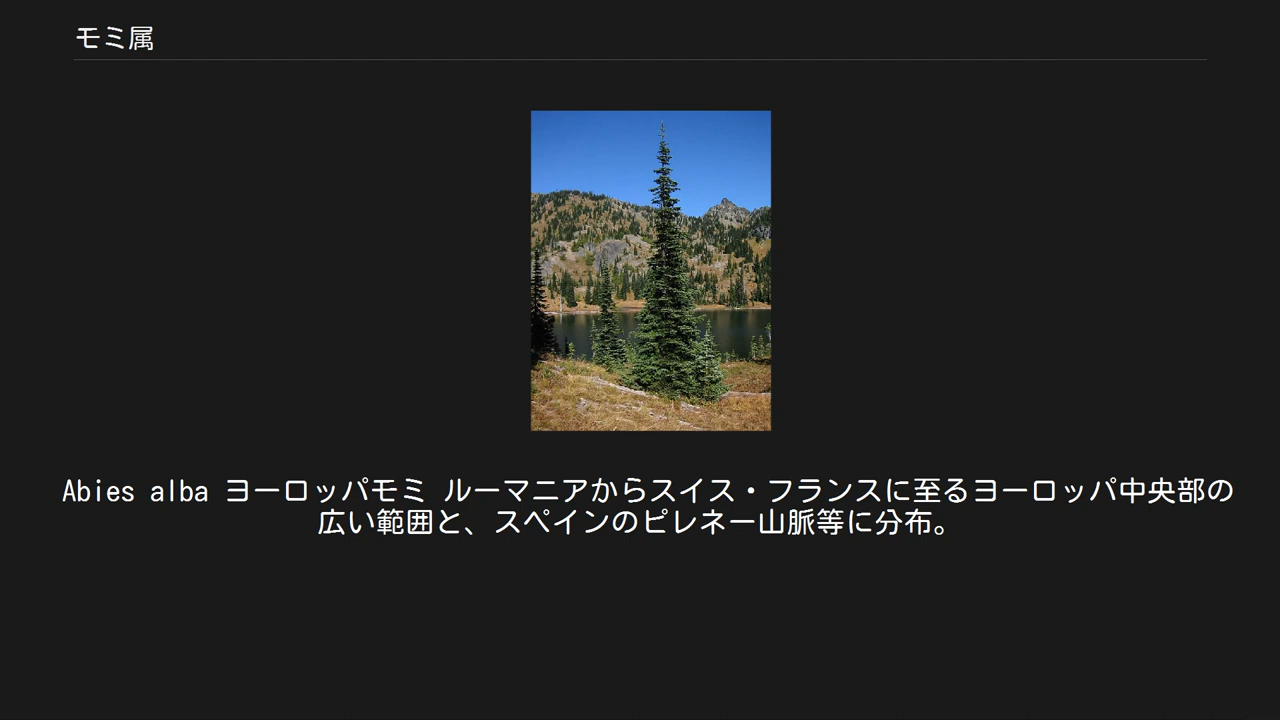 モミ属
Abies alba ヨーロッパモミ ルーマニアからスイス・フランスに至るヨーロッパ中央部の
広い範囲と、スペインのピレネー山脈等に分布。